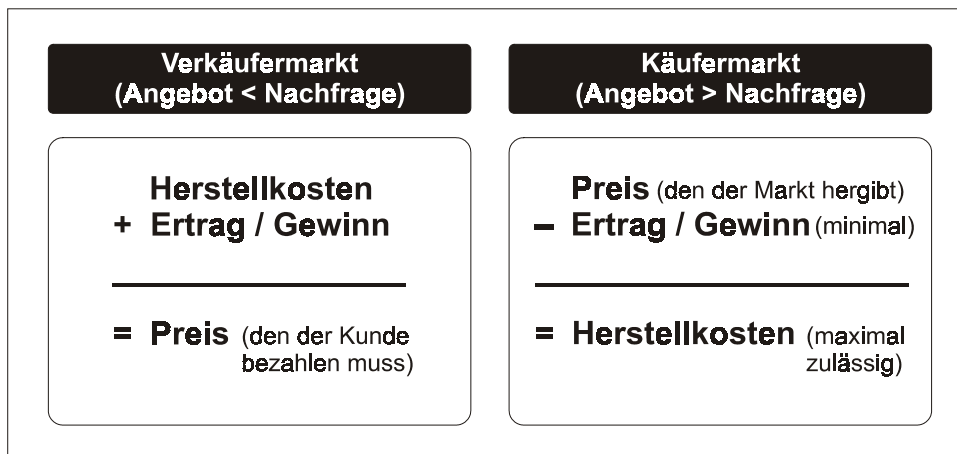 Verkäufermarkt
(Angebot < Nachfrage)
Herstellkosten
+ Ertrag / Gewinn
= Preis (den der Kunde
bezahlen muss)
Käufermarkt
(Angebot > Nachfrage)
Preis (den der Markt hergibt)
– Ertrag / Gewinn (minimal)
= Herstellkosten (maximal
zulässig)